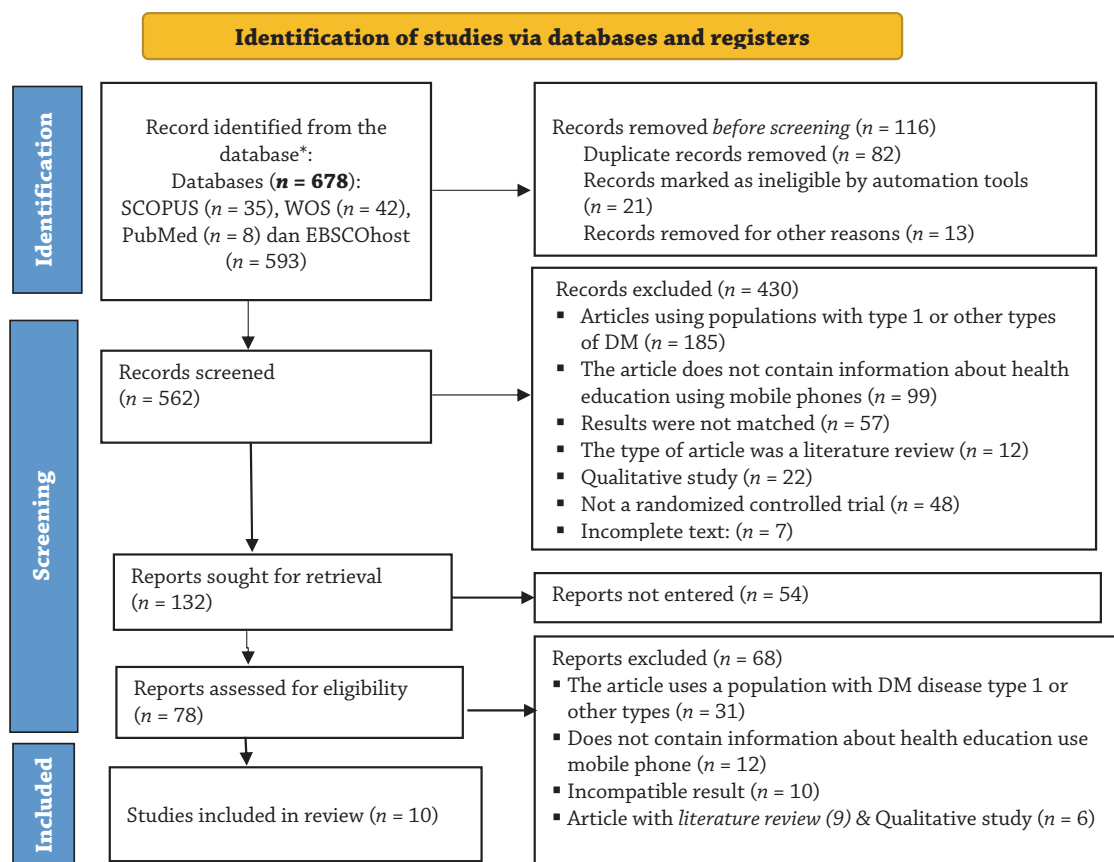 Identification of studies via databases and registers
Identification
Record identified from the
database*:
Databases (n = 678):
SCOPUS (n = 35), WOS (n = 42),
PubMed (n = 8) dan EBSCOhost
(n = 593)
Records removed before screening (n = 116)
Duplicate records removed (n = 82)
Records marked as ineligible by automation tools
(n = 21)
Records removed for other reasons (n = 13)
Screening
Records screened
(n = 562)
Records excluded (n = 430)
▪ Articles using populations with type 1 or other types
of DM (n = 185)
▪ The article does not contain information about health
education using mobile phones (n = 99)
▪ Results were not matched (n = 57)
▪ The type of article was a literature review (n = 12)
▪ Qualitative study (n = 22)
▪ Not a randomized controlled trial (n = 48)
▪ Incomplete text: (n = 7)
Reports sought for retrieval
(n = 132)
Reports not entered (n = 54)
Reports assessed for eligibility
(n = 78)
Reports excluded (n = 68)
▪ The article uses a population with DM disease type 1 or
other types (n = 31)
▪ Does not contain information about health education use
mobile phone (n = 12)
▪ Incompatible result (n = 10)
▪ Article with literature review (9) & Qualitative study (n = 6)
Included
Studies included in review (n = 10)